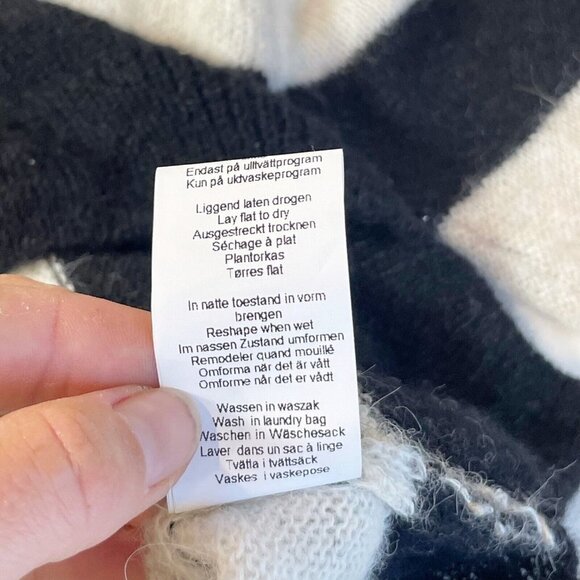 Endast på ulltvättprogram
Kun på uldvaskeprogram
Liggend laten drogen
Lay flat to dry
Ausgestreckt trocknen
Séchage à plat
Plantorkas
Tørres flat
In natte toestand in vorm
brengen
Reshape when wet
Im nassen Zustand umformen
Remodeler quand mouillé
Omforma när det är vått
Omforme når det er vådt
Wassen in waszak
Wash in laundry bag
Waschen in Wäschesack
Laver dans un sac à linge
Tvätta i tvättsäck
Vaskes i vaskepose